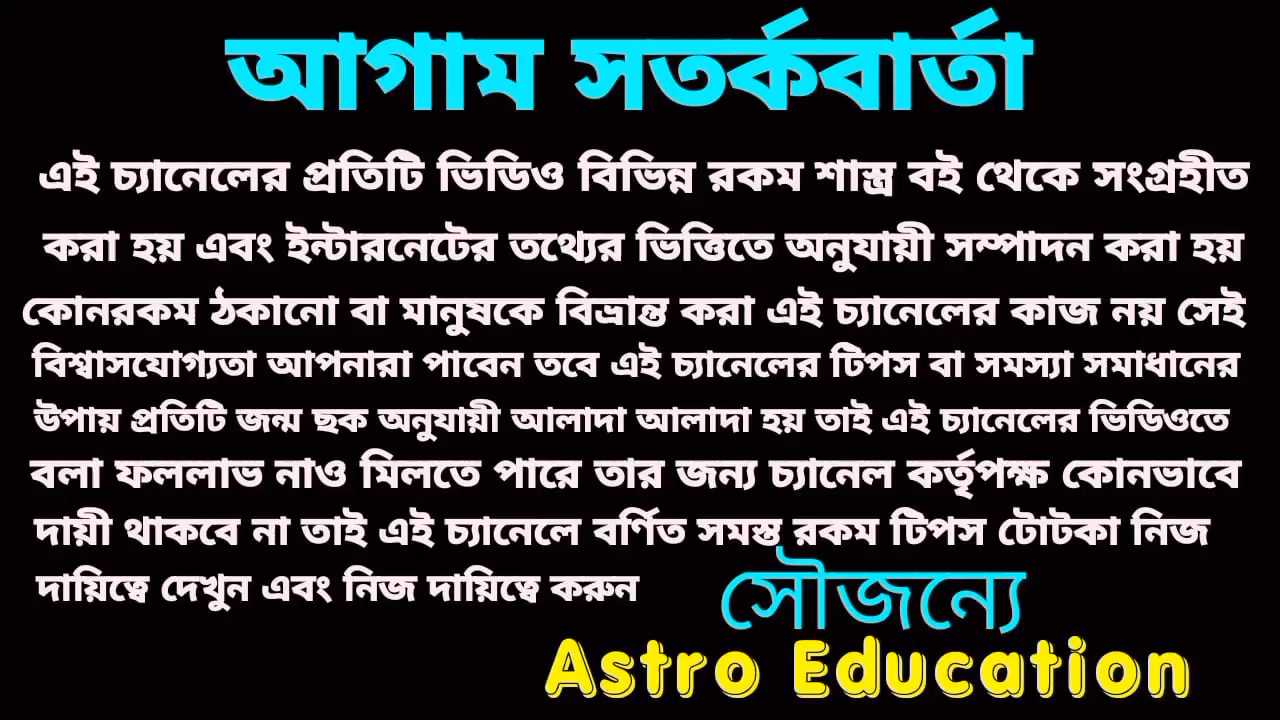 আগাম সতর্কবার্তা
এই চ্যানেলের প্রতিটি ভিডিও বিভিন্ন রকম শাস্ত্র বই থেকে সংগ্রহীত
করা হয় এবং ইন্টারনেটের তথ্যের ভিত্তিতে অনুযায়ী সম্পাদন করা হয়
কোনরকম ঠকানো বা মানুষকে বিভ্রান্ত করা এই চ্যানেলের কাজ নয় সেই
বিশ্বাসযোগ্যতা আপনারা পাবেন তবে এই চ্যানেলের টিপস বা সমস্যা সমাধানের
উপায় প্রতিটি জন্ম ছক অনুযায়ী আলাদা আলাদা হয় তাই এই চ্যানেলের ভিডিওতে
বলা ফললাভ নাও মিলতে পারে তার জন্য চ্যানেল কর্তৃপক্ষ কোনভাবে
দায়ী থাকবে না তাই এই চ্যানেলে বর্ণিত সমস্ত রকম টিপস টোটকা নিজ
দায়িত্বে দেখুন এবং নিজ দায়িত্বে করুন
সৌজন্যে
Astro Education